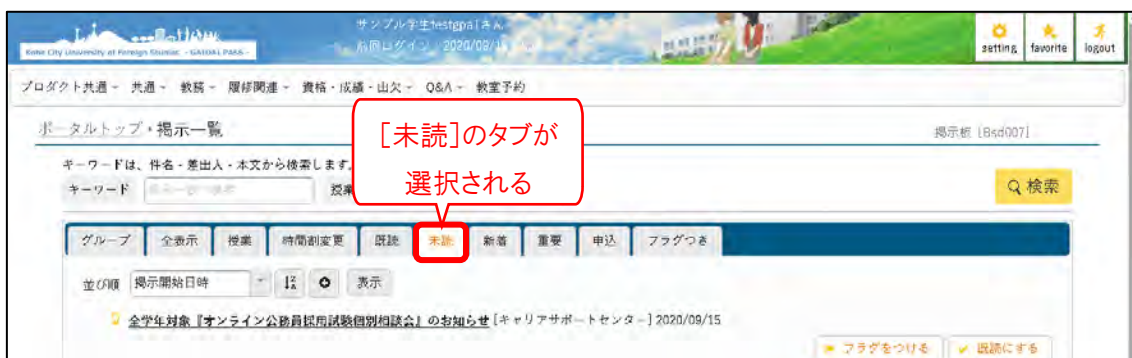 サンプル学生testgpa1さん
前回ログイン : 2020/09/15
Kobe City University of Foreign Studies - GAIDAI PASS -
setting favorite logout
プロダクト共通 共通 教務 履修関連 資格・成績・出欠 Q&A 教室予約
ポータルトップ・掲示一覧
掲示板 [Bsd007]
[未読]のタブが
選択される
キーワードは、件名・差出人・本文から検索します。
キーワード
授業
検索
グループ 全表示 授業 時間割変更 既読 未読 新着 重要 申込 フラグつき
並び順 掲示開始日時 表示
全学年対象『オンライン公務員採用試験個別相談会』のお知らせ [キャリアサポートセンター] 2020/09/15
フラグをつける 既読にする